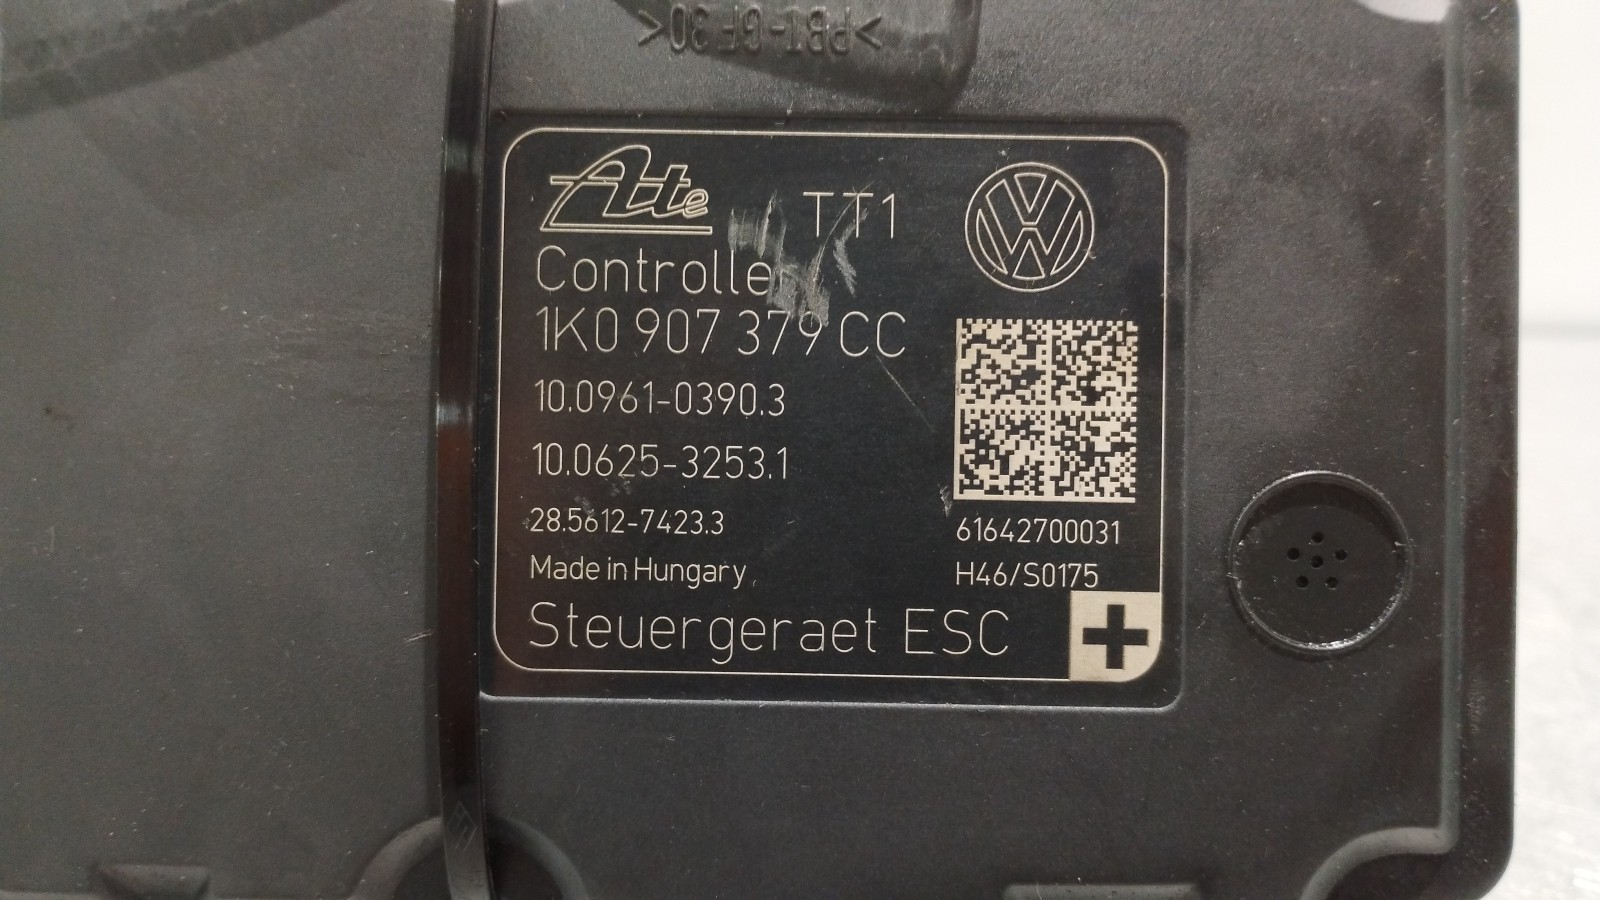 >PBT-GF30<
Ate TT1
Controller
1K0 907 379 CC
10.0961-0390.3
10.0625-3253.1
28.5612-7423.3
Made in Hungary
61642700031
H46/S0175
Steuergeraet ESC